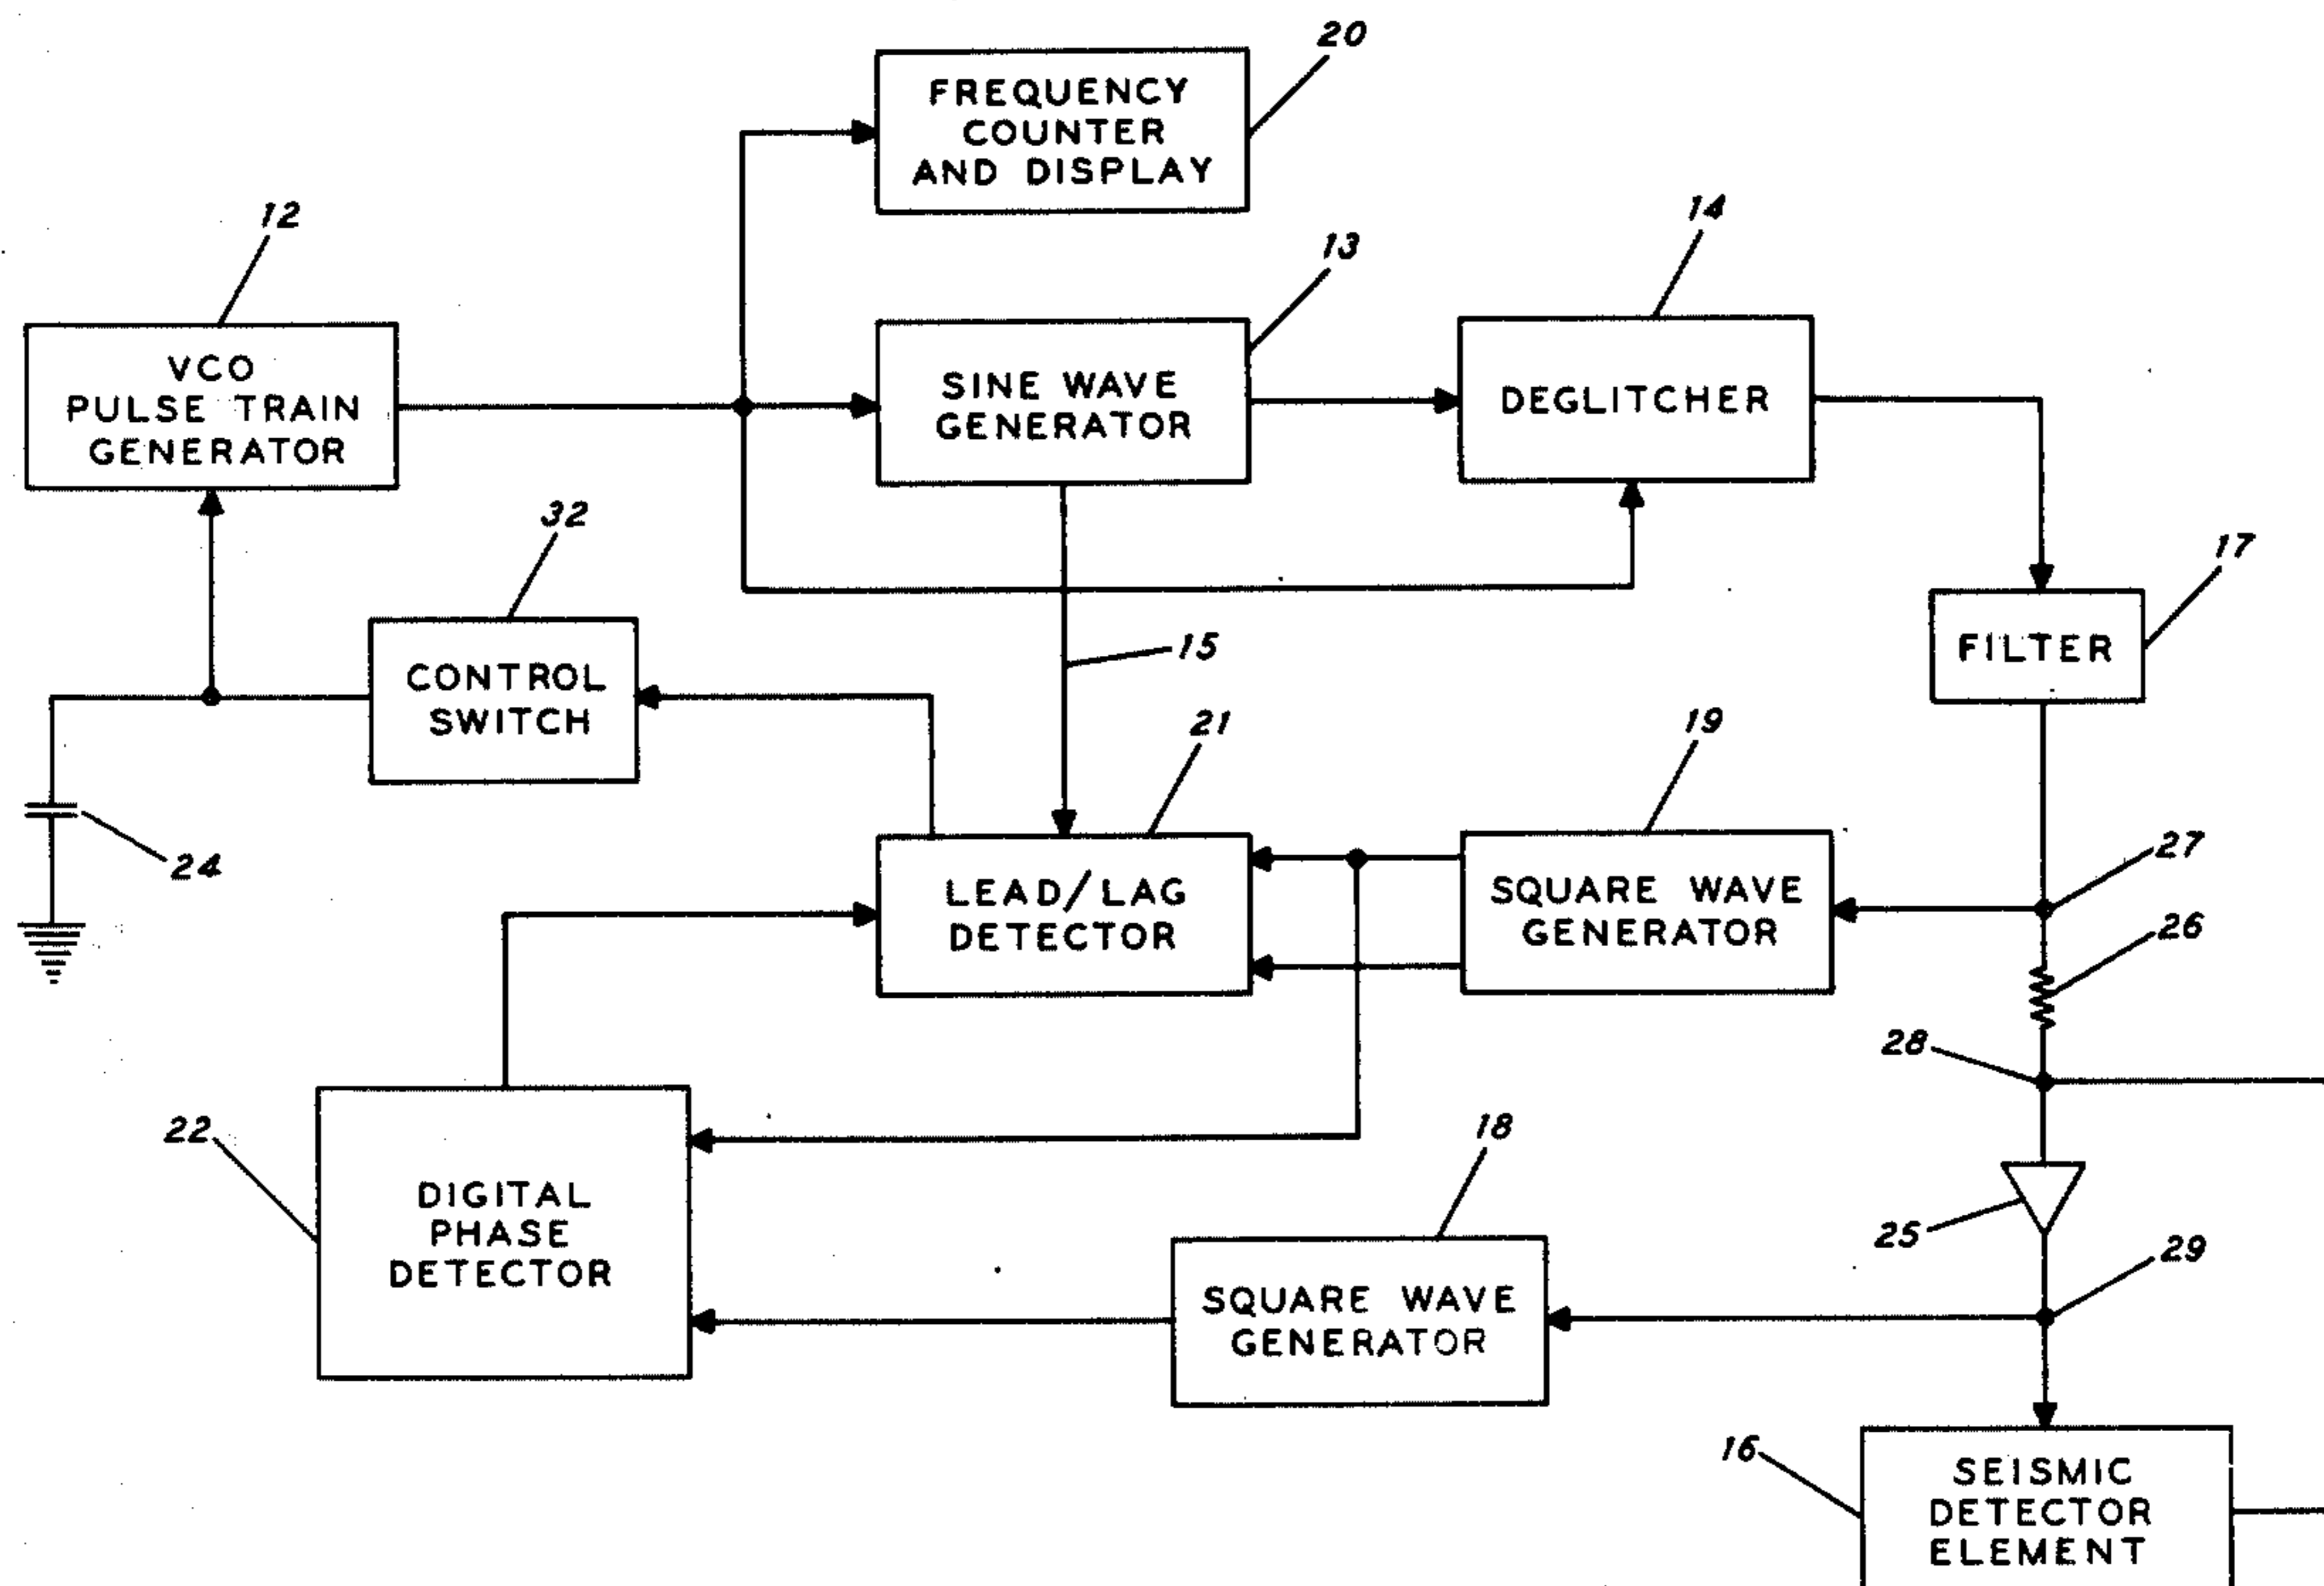 20
FREQUENCY
COUNTER
AND DISPLAY
12
13
14
VCO
PULSE TRAIN
GENERATOR
SINE WAVE
GENERATOR
DEGLITCHER
32
17
15
FILTER
CONTROL
SWITCH
21
19
24
27
LEAD/LAG
DETECTOR
SQUARE WAVE
GENERATOR
26
28
22
18
DIGITAL
PHASE
DETECTOR
25
29
SQUARE WAVE
GENERATOR
16
SEISMIC
DETECTOR
ELEMENT